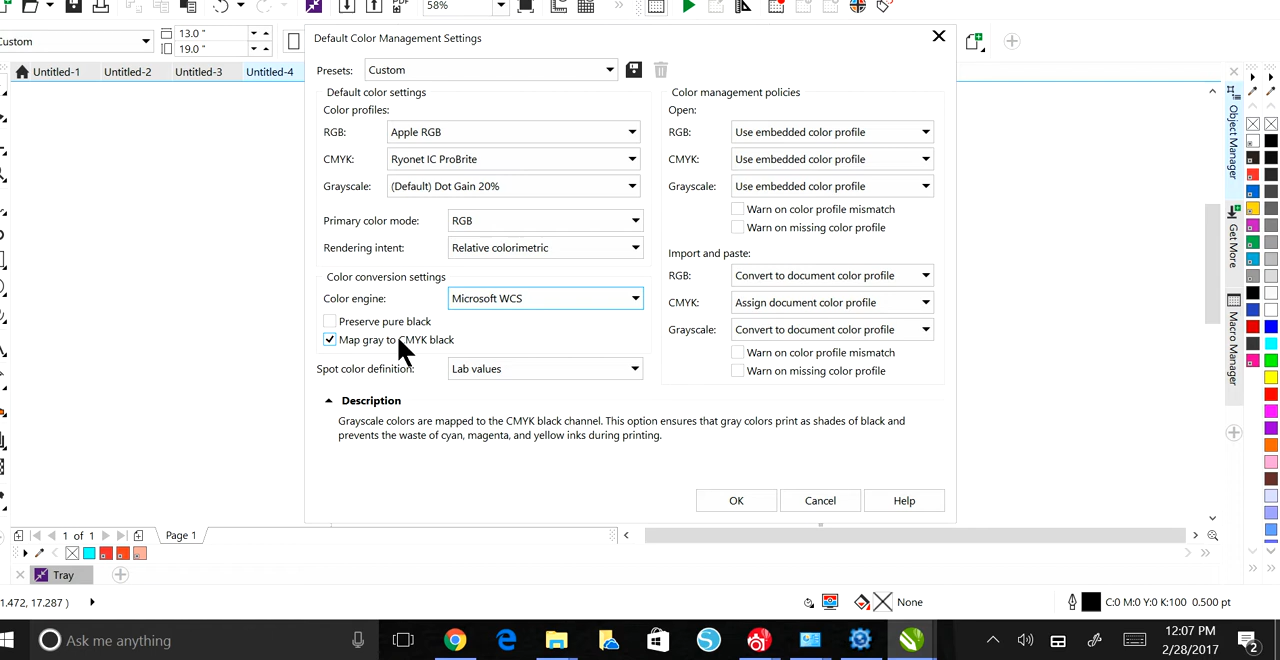 58%
Custom
13.0 "
19.0 "
Untitled-1
Untitled-2
Untitled-3
Untitled-4
Default Color Management Settings
Presets:
Custom
Default color settings
Color profiles:
RGB:
Apple RGB
CMYK:
Ryonet IC ProBrite
Grayscale:
(Default) Dot Gain 20%
Primary color mode:
RGB
Rendering intent:
Relative colorimetric
Color conversion settings
Color engine:
Microsoft WCS
Preserve pure black
Map gray to CMYK black
Spot color definition:
Lab values
Color management policies
Open:
RGB:
Use embedded color profile
CMYK:
Use embedded color profile
Grayscale:
Use embedded color profile
Warn on color profile mismatch
Warn on missing color profile
Import and paste:
RGB:
Convert to document color profile
CMYK:
Assign document color profile
Grayscale:
Convert to document color profile
Warn on color profile mismatch
Warn on missing color profile
Description
Grayscale colors are mapped to the CMYK black channel. This option ensures that gray colors print as shades of black and
prevents the waste of cyan, magenta, and yellow inks during printing.
OK
Cancel
Help
Object Manager
Get More
Macro Manager
1 of 1
Page 1
Tray
1.472, 17.287 )
None
C:0 M:0 Y:0 K:100 0.500 pt
Ask me anything
12:07 PM
2/28/2017
2